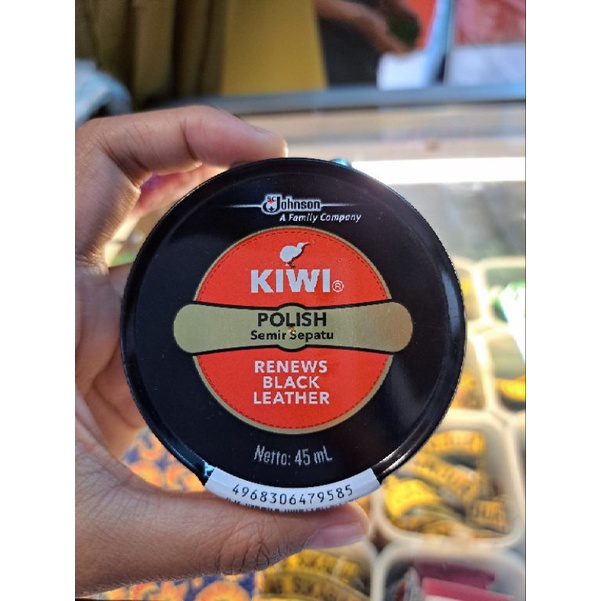 SC Johnson
A Family Company
KIWI®
POLISH
Semir Sepatu
RENEWS
BLACK
LEATHER
Netto: 45 mL
4968306479585